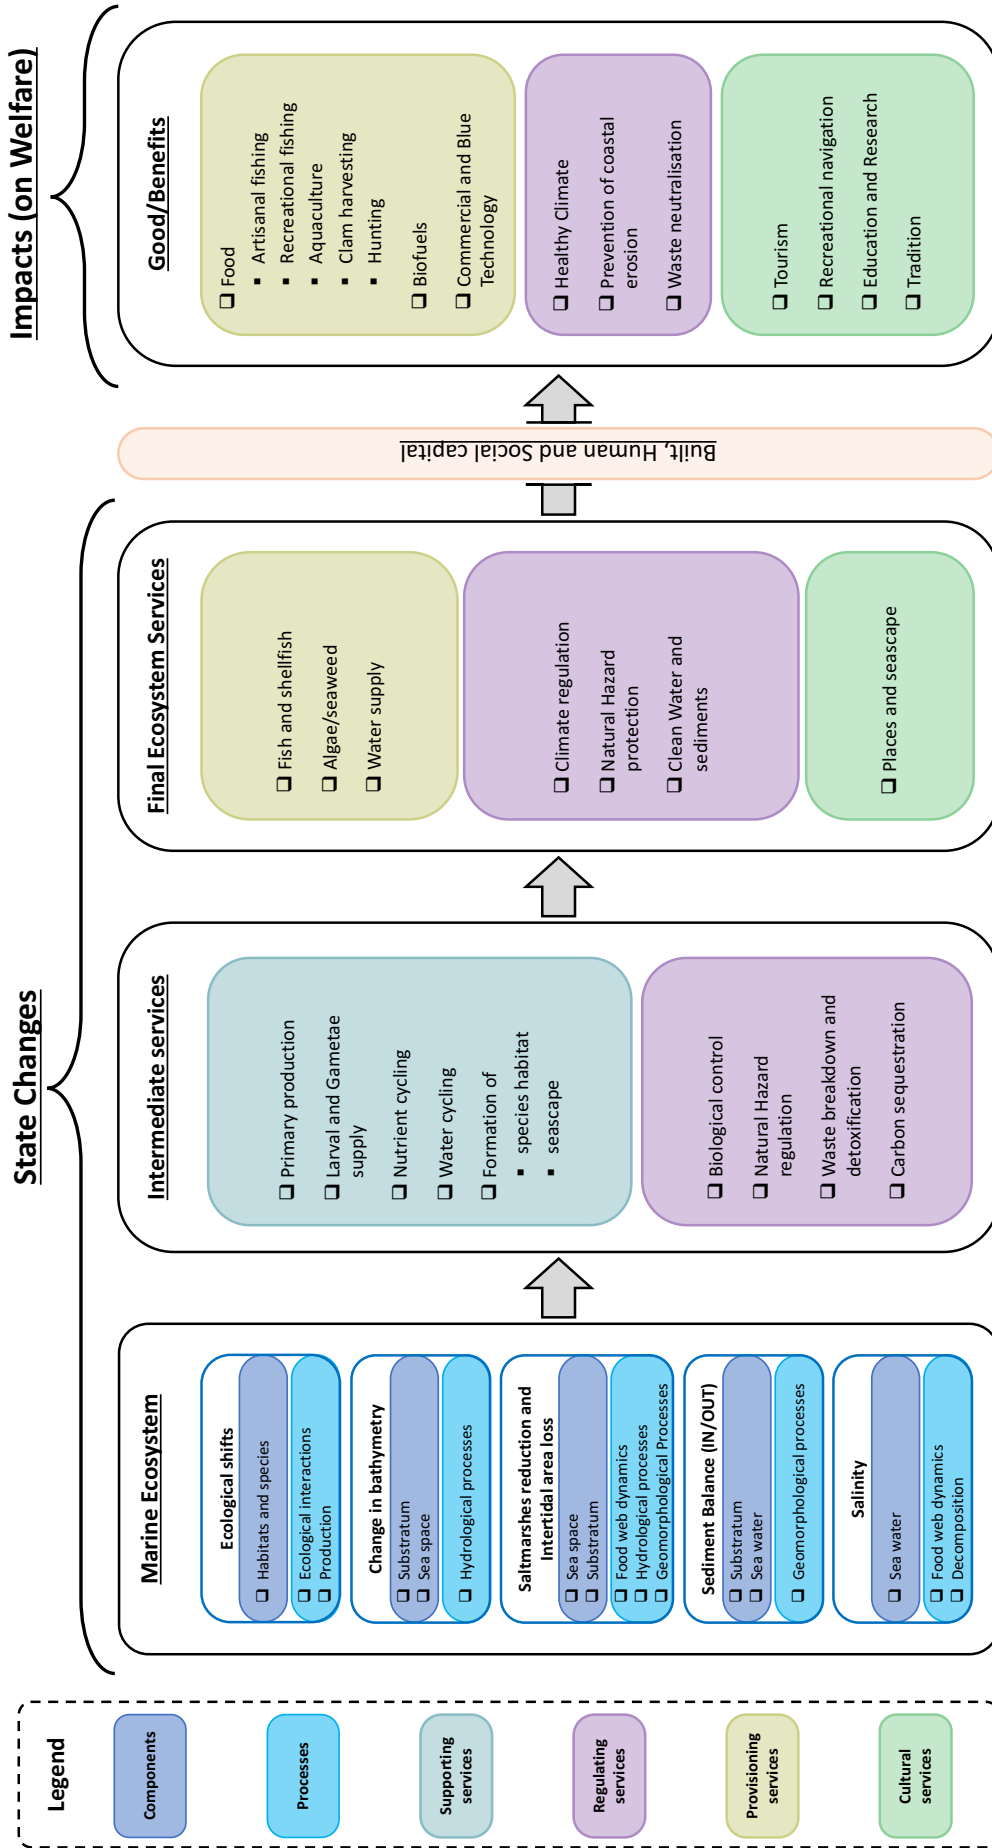 State Changes
Impacts (on Welfare)
Legend
Components
Processes
Supporting
services
Regulating
services
Provisioning
services
Cultural
services
Marine Ecosystem
Ecological shifts
❑ Habitats and species
❑ Ecological interactions
❑ Production
Change in bathymetry
❑ Substratum
❑ Sea space
❑ Hydrological processes
Saltmarshes reduction and
Intertidal area loss
❑ Sea space
❑ Substratum
❑ Food web dynamics
❑ Hydrological processes
❑ Geomorphological Processes
Sediment Balance (IN/OUT)
❑ Substratum
❑ Sea water
❑ Geomorphological processes
Salinity
❑ Sea water
❑ Food web dynamics
❑ Decomposition
Intermediate services
❑ Primary production
❑ Larval and Gametae
supply
❑ Nutrient cycling
❑ Water cycling
❑ Formation of
▪ species habitat
▪ seascape
❑ Biological control
❑ Natural Hazard
regulation
❑ Waste breakdown and
detoxification
❑ Carbon sequestration
Final Ecosystem Services
❑ Fish and shellfish
❑ Algae/seaweed
❑ Water supply
❑ Climate regulation
❑ Natural Hazard
protection
❑ Clean Water and
sediments
❑ Places and seascape
Built, Human and Social capital
Good/Benefits
❑ Food
▪ Artisanal fishing
▪ Recreational fishing
▪ Aquaculture
▪ Clam harvesting
▪ Hunting
❑ Biofuels
❑ Commercial and Blue
Technology
❑ Healthy Climate
❑ Prevention of coastal
erosion
❑ Waste neutralisation
❑ Tourism
❑ Recreational navigation
❑ Education and Research
❑ Tradition